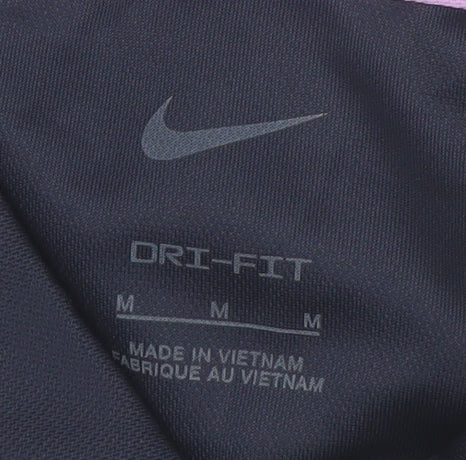 DRI-FIT
M M M
MADE IN VIETNAM
FABRIQUE AU VIETNAM